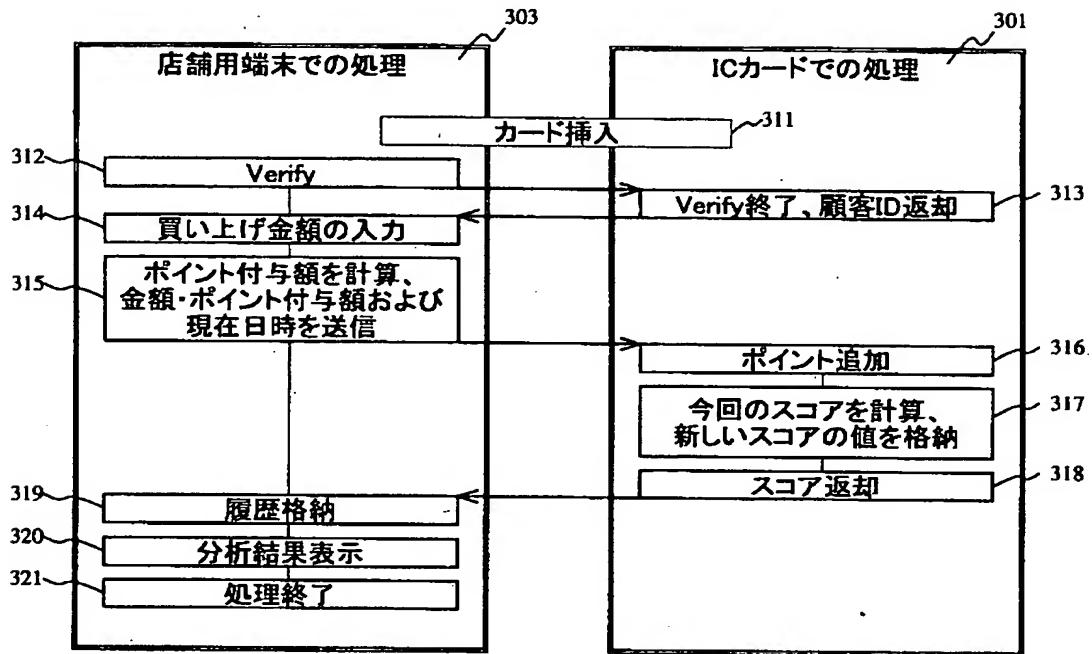 303
301
店舗用端末での処理
ICカードでの処理
カード挿入
311
312
Verify
Verify終了、顧客ID返却
313
314
買い上げ金額の入力
315
ポイント付与額を計算、
金額・ポイント付与額および
現在日時を送信
ポイント追加
316
今回のスコアを計算、
新しいスコアの値を格納
317
スコア返却
318
319
履歴格納
320
分析結果表示
321
処理終了